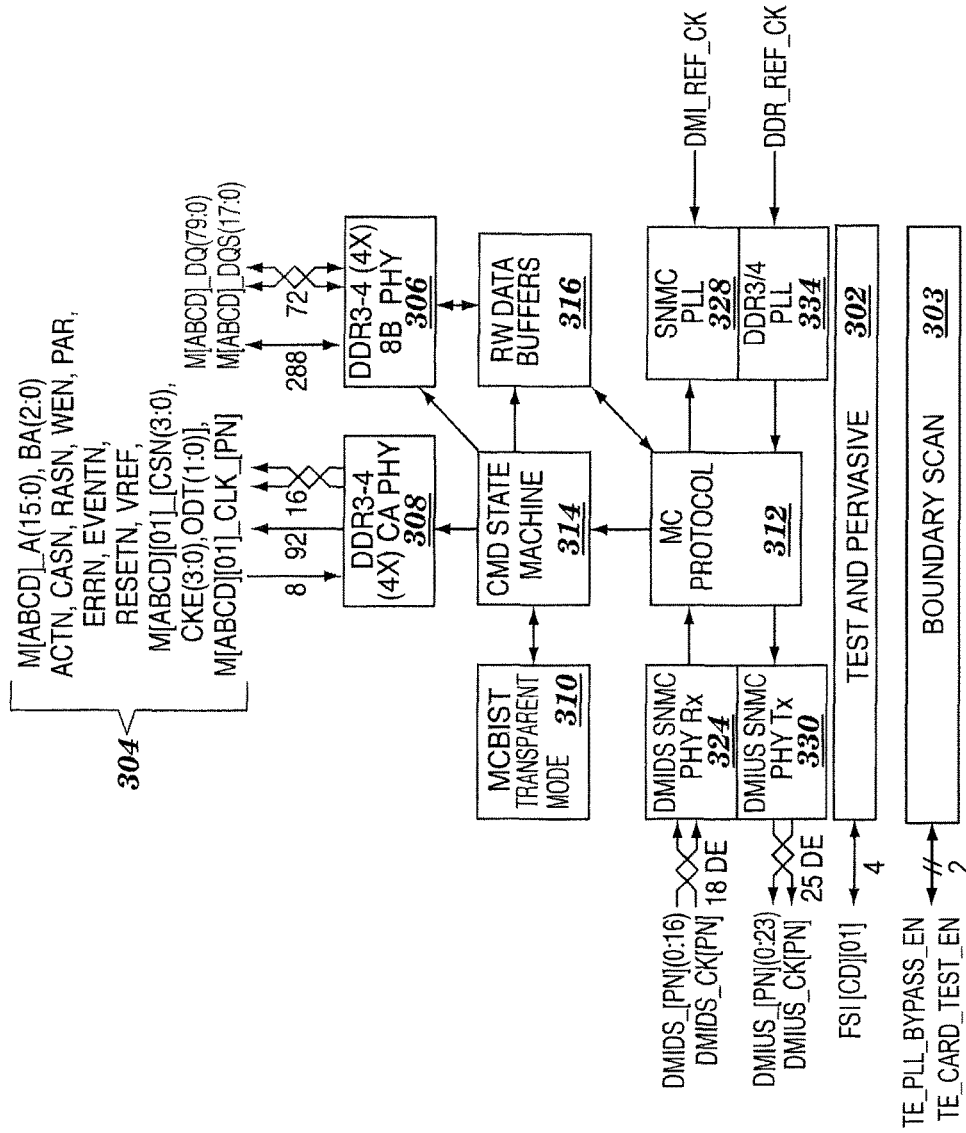 M[ABCD]_A(15:0), BA(2:0)
ACTN, CASN, RASN, WEN, PAR,
ERRN, EVENTN,
RESETN, VREF,
M[ABCD][01]_[CSN(3:0),
CKE(3:0),ODT(1:0)],
M[ABCD][01]_CLK_[PN]
304
M[ABCD]_DQ(79:0)
M[ABCD]_DQS(17:0)
8
92
16
288
72
DDR3-4
(4X) CA PHY
308
DDR3-4 (4X)
8B PHY
306
MCBIST
TRANSPARENT
MODE
310
CMD STATE
MACHINE
314
RW DATA
BUFFERS
316
DMIDS_[PN](0:16)
DMIDS_CK[PN]
18 DE
DMIDS SNMC
PHY Rx
324
DMIUS_[PN](0:23)
DMIUS_CK[PN]
25 DE
DMIUS SNMC
PHY Tx
330
MC
PROTOCOL
312
SNMC
PLL
328
DMI_REF_CK
DDR3/4
PLL
334
DDR_REF_CK
FSI[CD][01]
4
TEST AND PERVASIVE
302
TE_PLL_BYPASS_EN
TE_CARD_TEST_EN
2
BOUNDARY SCAN
303